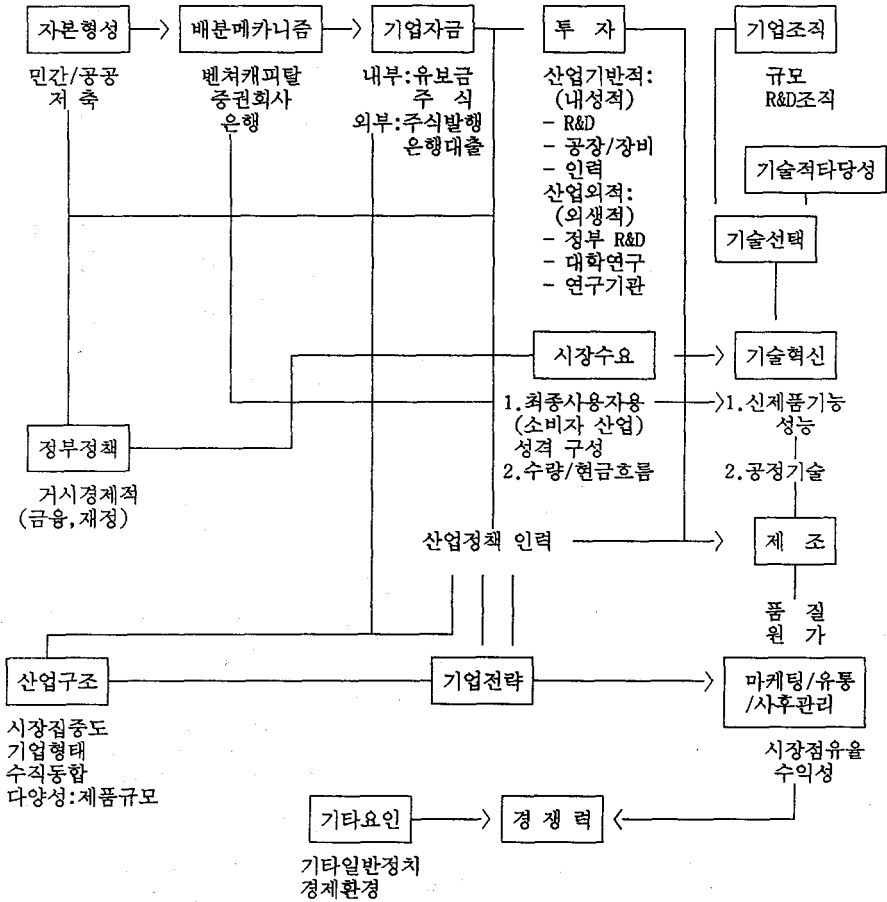 자본형성
배분메카니즘
기업자금
투 자
기업조직
민간/공공
저 축
벤쳐캐피탈
증권회사
은행
내부:유보금
주 식
외부:주식발행
은행대출
산업기반적:
(내성적)
- R&D
- 공장/장비
- 인력
산업외적:
(외생적)
- 정부 R&D
- 대학연구
- 연구기관
규모
R&D조직
기술적타당성
기술선택
시장수요
기술혁신
1.최종사용자용
(소비자 산업)
성격 구성
2.수량/현금흐름
1.신제품기능
성능
2.공정기술
정부정책
거시경제적
(금융,재정)
산업정책 인력
제 조
품 질
원 가
산업구조
기업전략
마케팅/유통
/사후관리
시장집중도
기업형태
수직동합
다양성:제품규모
시장점유율
수익성
기타요인
경 쟁 력
기타일반정치
경제환경